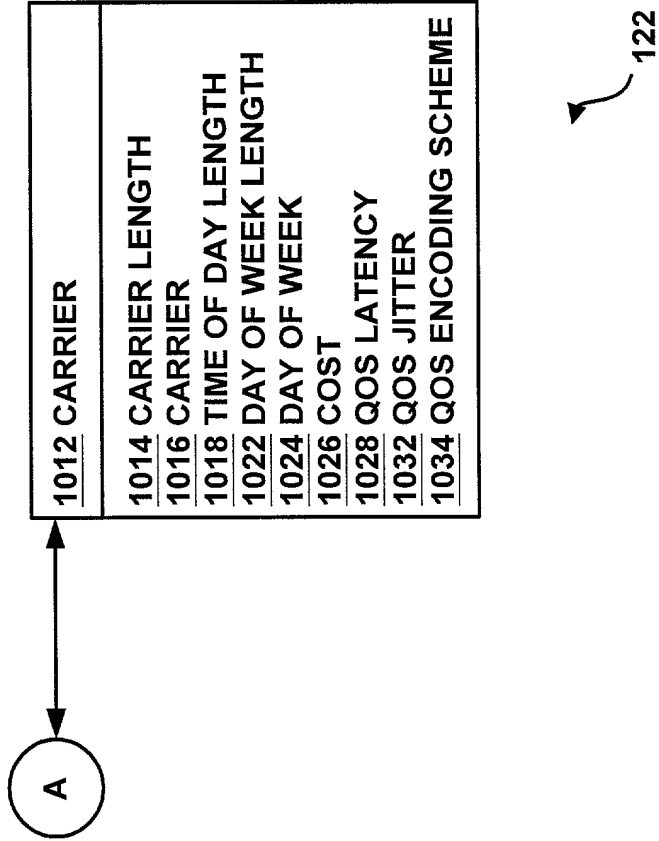 A
1012 CARRIER
1014 CARRIER LENGTH
1016 CARRIER
1018 TIME OF DAY LENGTH
1022 DAY OF WEEK LENGTH
1024 DAY OF WEEK
1026 COST
1028 QOS LATENCY
1032 QOS JITTER
1034 QOS ENCODING SCHEME
122